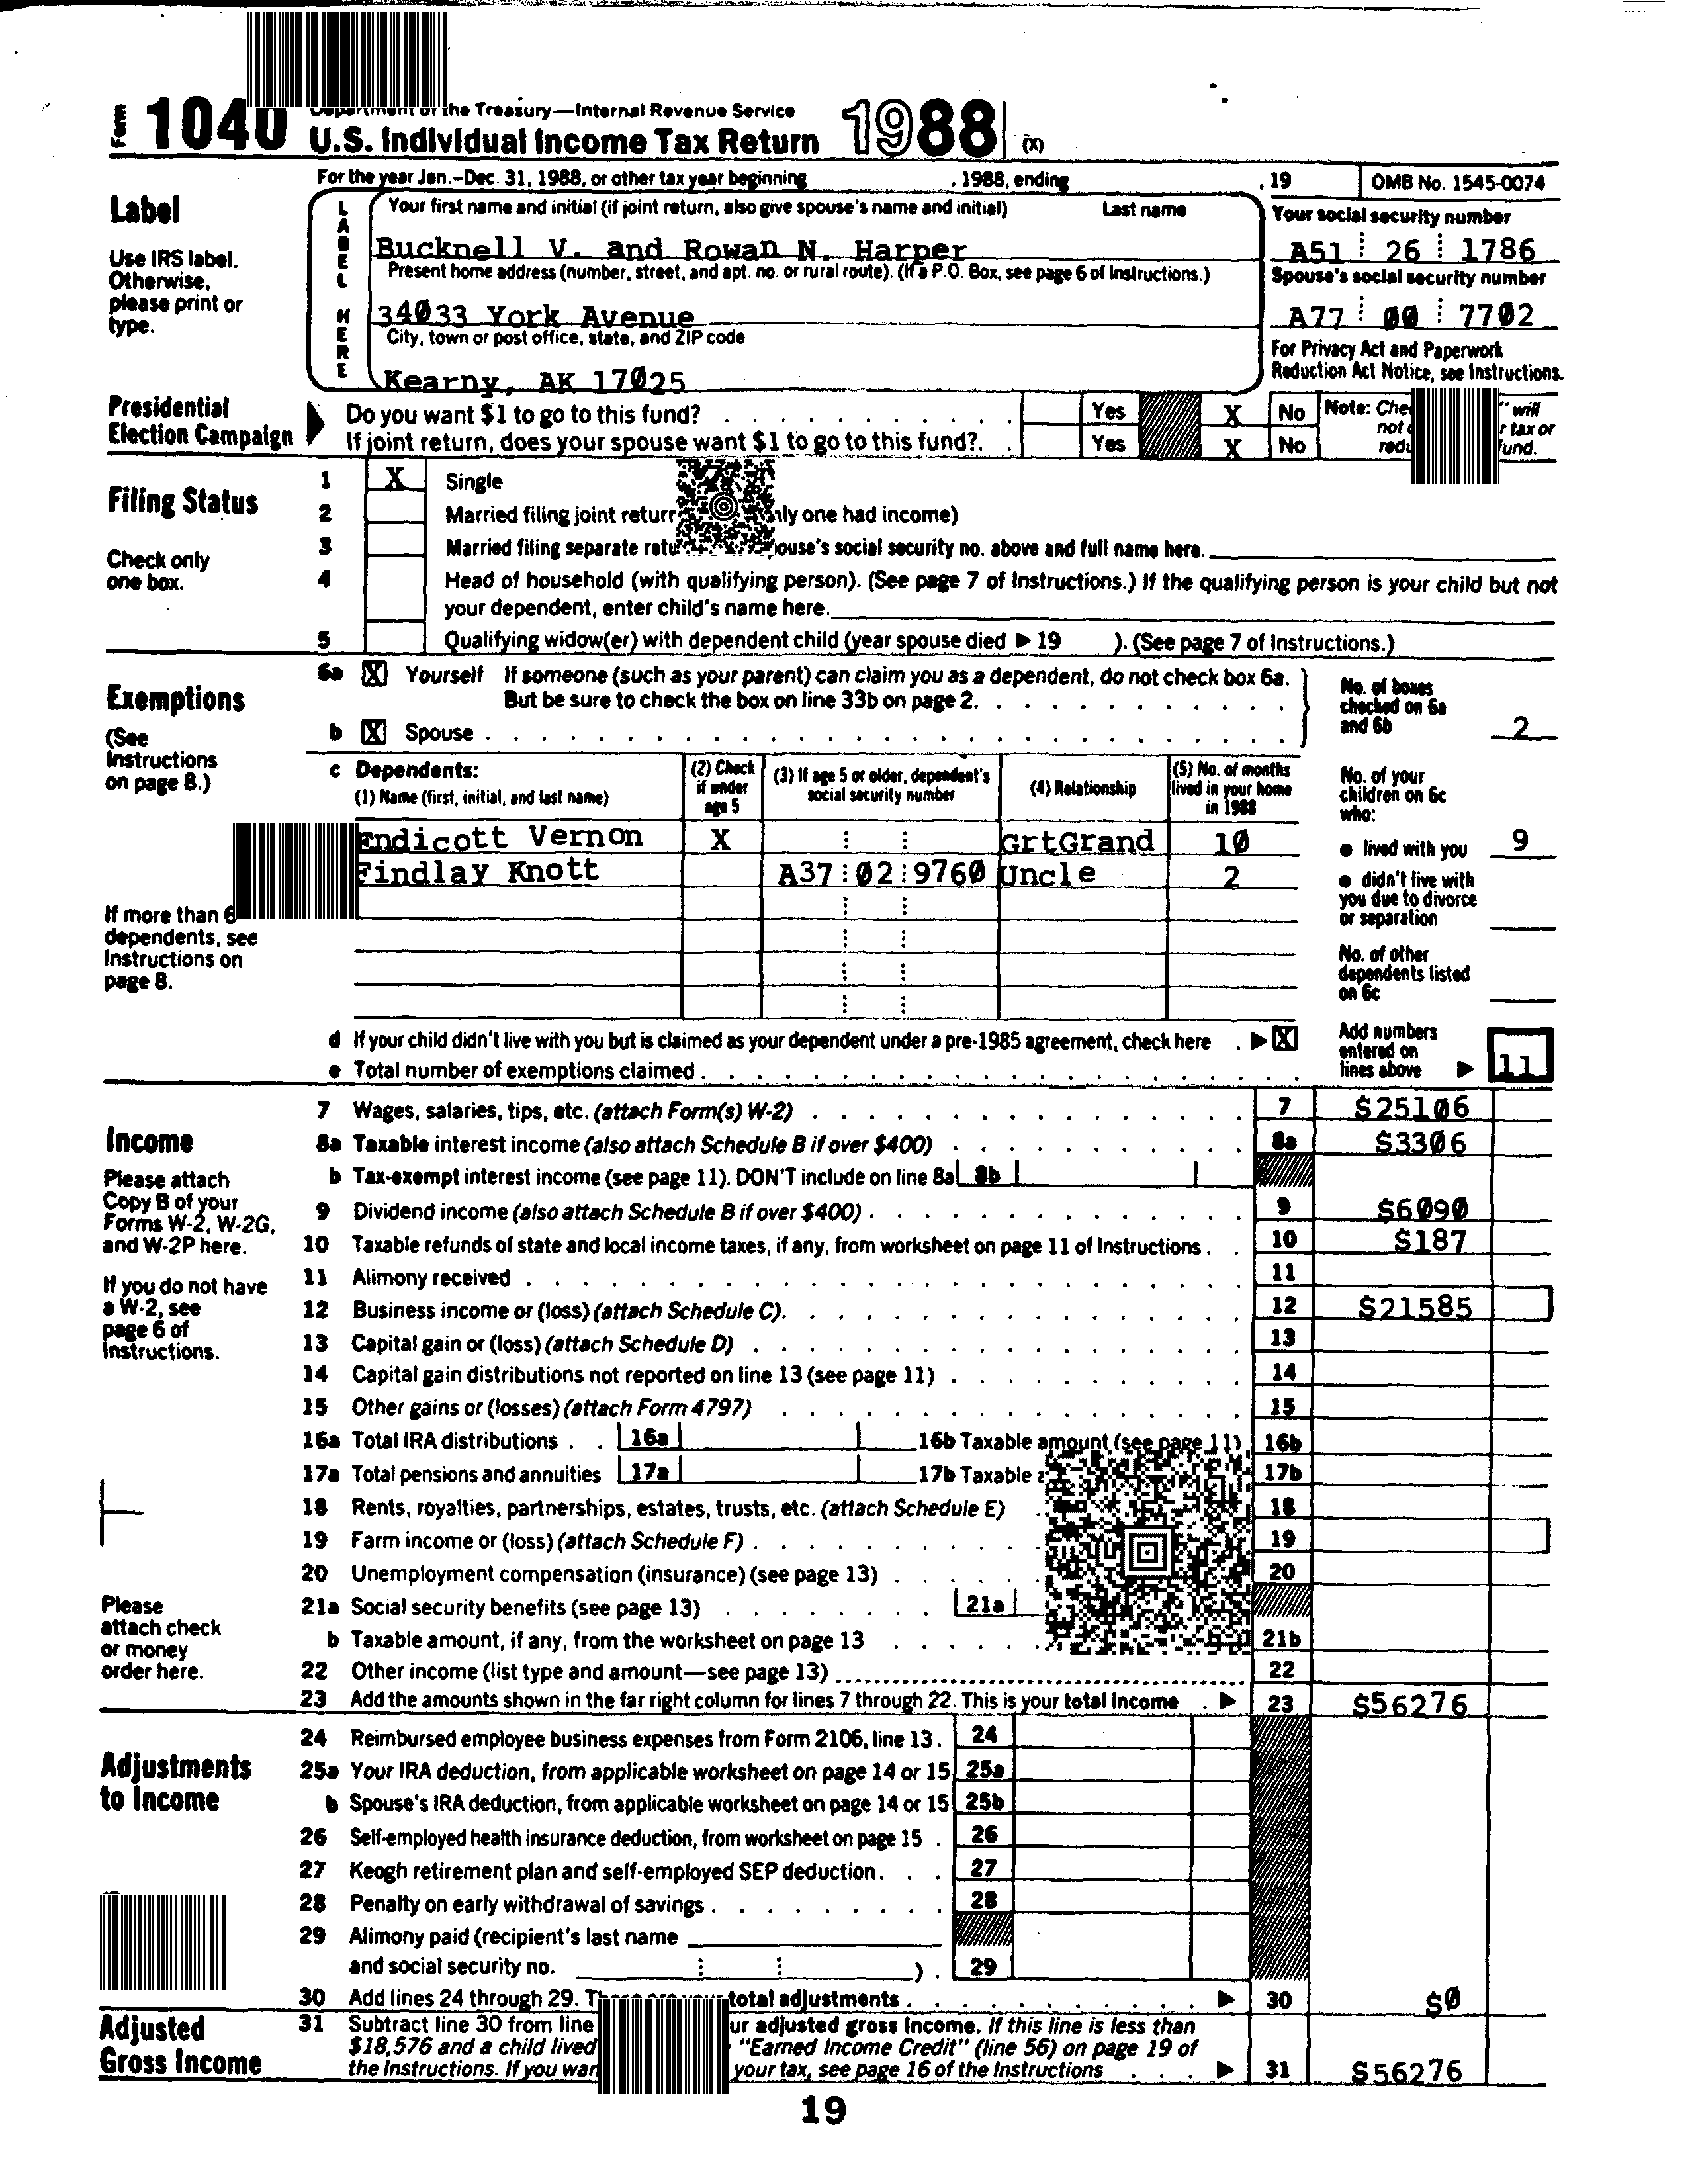 Form 1040 Department of the Treasury—Internal Revenue Service
U.S. Individual Income Tax Return 1988 (X)
For the year Jan.-Dec. 31, 1988, or other tax year beginning , 1988, ending , 19 OMB No. 1545-0074
Label
Use IRS label. Otherwise, please print or type.
LABEL HERE
Your first name and initial (if joint return, also give spouse's name and initial) Last name
Bucknell V. and Rowan N. Harper
Your social security number
A51 26 1786
Present home address (number, street, and apt. no. or rural route). (If a P.O. Box, see page 6 of Instructions.)
34033 York Avenue
Spouse's social security number
A77 00 7702
City, town or post office, state, and ZIP code
Kearny, AK 17025
For Privacy Act and Paperwork
Reduction Act Notice, see Instructions.
Presidential
Election Campaign
Do you want $1 to go to this fund? Yes X No
If joint return, does your spouse want $1 to go to this fund? Yes X No
Note: " will
not tax or
fund.
Filing Status
Check only
one box.
1 X Single
2 Married filing joint only one had income)
3 Married filing separate spouse's social security no. above and full name here.
4 Head of household (with qualifying person). (See page 7 of Instructions.) If the qualifying person is your child but not
your dependent, enter child's name here.
5 Qualifying widow(er) with dependent child (year spouse died ▶ 19 ). (See page 7 of Instructions.)
Exemptions
(See
Instructions
on page 8.)
6a X Yourself If someone (such as your parent) can claim you as a dependent, do not check box 6a.
But be sure to check the box on line 33b on page 2.
b X Spouse
No. of boxes
checked on 6a
and 6b 2
c Dependents:
(1) Name (first, initial, and last name)
(2) Check
if under
age 5
(3) If age 5 or older, dependent's
social security number
(4) Relationship
(5) No. of months
lived in your home
in 1988
Endicott Vernon X GrtGrand 10
Findlay Knott A37 02 9760 Uncle 2
If more than 6
dependents, see
Instructions on
page 8.
No. of your
children on 6c
who:
● lived with you 9
● didn't live with
you due to divorce
or separation
No. of other
dependents listed
on 6c
d If your child didn't live with you but is claimed as your dependent under a pre-1985 agreement, check here ▶ X
e Total number of exemptions claimed
Add numbers
entered on
lines above ▶ 11
Income
Please attach
Copy B of your
Forms W-2, W-2G,
and W-2P here.
If you do not have
a W-2, see
page 6 of
Instructions.
Please
attach check
or money
order here.
7 Wages, salaries, tips, etc. (attach Form(s) W-2) 7 $25106
8a Taxable interest income (also attach Schedule B if over $400) 8a $3306
b Tax-exempt interest income (see page 11). DON'T include on line 8a 8b
9 Dividend income (also attach Schedule B if over $400) 9 $6090
10 Taxable refunds of state and local income taxes, if any, from worksheet on page 11 of Instructions 10 $187
11 Alimony received 11
12 Business income or (loss) (attach Schedule C) 12 $21585
13 Capital gain or (loss) (attach Schedule D) 13
14 Capital gain distributions not reported on line 13 (see page 11) 14
15 Other gains or (losses) (attach Form 4797) 15
16a Total IRA distributions 16a 16b Taxable amount (see page 11) 16b
17a Total pensions and annuities 17a 17b Taxable 17b
18 Rents, royalties, partnerships, estates, trusts, etc. (attach Schedule E) 18
19 Farm income or (loss) (attach Schedule F) 19
20 Unemployment compensation (insurance) (see page 13) 20
21a Social security benefits (see page 13) 21a
b Taxable amount, if any, from the worksheet on page 13 21b
22 Other income (list type and amount—see page 13) 22
23 Add the amounts shown in the far right column for lines 7 through 22. This is your total income ▶ 23 $56276
Adjustments
to Income
24 Reimbursed employee business expenses from Form 2106, line 13. 24
25a Your IRA deduction, from applicable worksheet on page 14 or 15 25a
b Spouse's IRA deduction, from applicable worksheet on page 14 or 15 25b
26 Self-employed health insurance deduction, from worksheet on page 15 26
27 Keogh retirement plan and self-employed SEP deduction 27
28 Penalty on early withdrawal of savings 28
29 Alimony paid (recipient's last name
and social security no. ) 29
30 Add lines 24 through 29. These are your total adjustments ▶ 30 $0
Adjusted
Gross Income
31 Subtract line 30 from line your adjusted gross income. If this line is less than
$18,576 and a child lived "Earned Income Credit" (line 56) on page 19 of
the Instructions. If you your tax, see page 16 of the Instructions ▶ 31 $56276
19